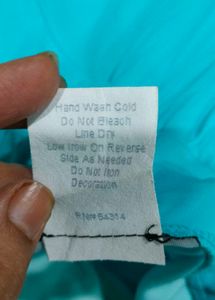 Hand Wash Cold
Do Not Bleach
Line Dry
Low Iron On Reverse
Side As Needed
Do Not Iron
Decoration